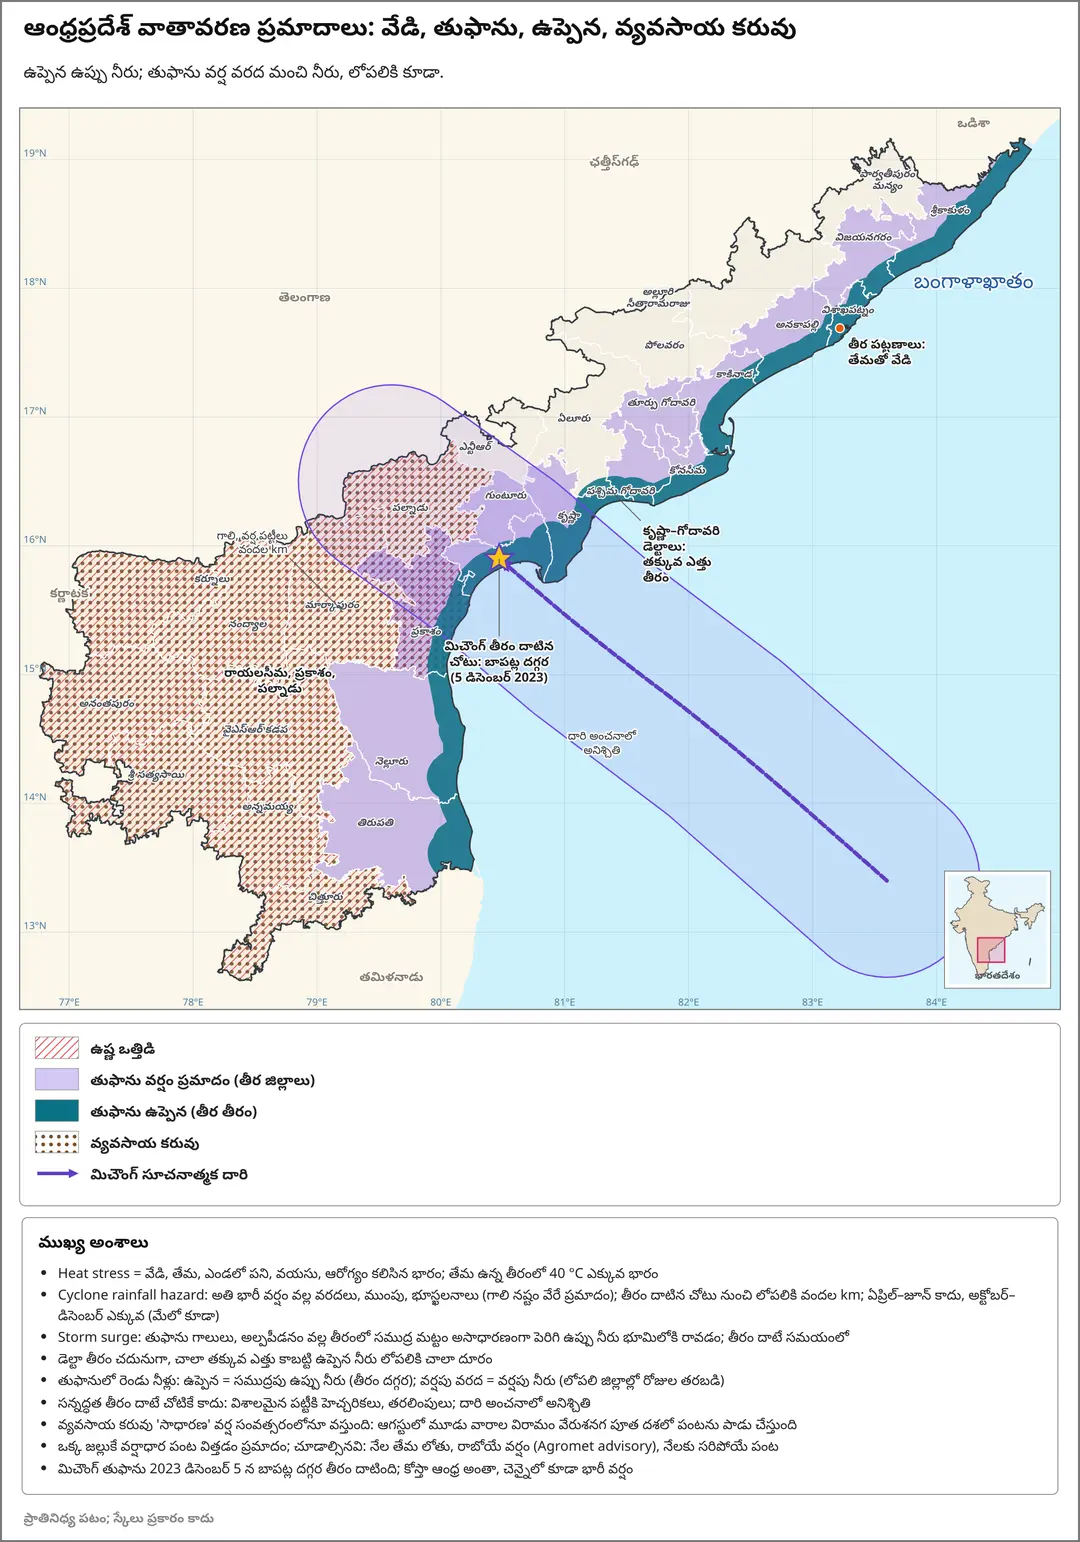 ఆంధ్రప్రదేశ్ వాతావరణ ప్రమాదాలు: వేడి, తుఫాను, ఉప్పెన, వ్యవసాయ కరువు
ఉప్పెన ఉప్పు నీరు; తుఫాను వర్ష వరద మంచి నీరు, లోపలికి కూడా.
ఒడిశా
19°N
ఛత్తీస్‌గఢ్
పార్వతీపురం
మన్యం
శ్రీకాకుళం
విజయనగరం
18°N
బంగాళాఖాతం
తెలంగాణ
అల్లూరి
సీతారామరాజు
విశాఖపట్నం
అనకాపల్లి
పోలవరం
తీర పట్టణాలు:
తేమతో వేడి
కాకినాడ
17°N
తూర్పు గోదావరి
ఏలూరు
ఎన్టీఆర్
కోనసీమ
పశ్చిమ గోదావరి
గుంటూరు
పల్నాడు
కృష్ణా
కృష్ణా–గోదావరి
డెల్టాలు:
తక్కువ ఎత్తు
తీరం
16°N
గాలి, వర్ష పట్టీలు
వందల km
కర్నూలు
కర్ణాటక
మార్కాపురం
నంద్యాల
ప్రకాశం
మిచౌంగ్ తీరం దాటిన
చోటు: బాపట్ల దగ్గర
(5 డిసెంబర్ 2023)
15°N
రాయలసీమ, ప్రకాశం,
పల్నాడు
అనంతపురం
వైఎస్ఆర్ కడప
దారి అంచనాలో
అనిశ్చితి
నెల్లూరు
శ్రీ సత్యసాయి
14°N
అన్నమయ్య
తిరుపతి
చిత్తూరు
13°N
తమిళనాడు
భారతదేశం
77°E
78°E
79°E
80°E
81°E
82°E
83°E
84°E
ఉష్ణ ఒత్తిడి
తుఫాను వర్షం ప్రమాదం (తీర జిల్లాలు)
తుఫాను ఉప్పెన (తీర తీరం)
వ్యవసాయ కరువు
మిచౌంగ్ సూచనాత్మక దారి
ముఖ్య అంశాలు
• Heat stress = వేడి, తేమ, ఎండలో పని, వయసు, ఆరోగ్యం కలిసిన భారం; తేమ ఉన్న తీరంలో 40 °C ఎక్కువ భారం
• Cyclone rainfall hazard: అతి భారీ వర్షం వల్ల వరదలు, ముంపు, భూస్ఖలనాలు (గాలి నష్టం వేరే ప్రమాదం); తీరం దాటిన చోటు నుంచి లోపలికి వందల km; ఏప్రిల్–జూన్ కాదు, అక్టోబర్–
డిసెంబర్ ఎక్కువ (మేలో కూడా)
• Storm surge: తుఫాను గాలులు, అల్పపీడనం వల్ల తీరంలో సముద్ర మట్టం అసాధారణంగా పెరిగి ఉప్పు నీరు భూమిలోకి రావడం; తీరం దాటే సమయంలో
• డెల్టా తీరం చదునుగా, చాలా తక్కువ ఎత్తు కాబట్టి ఉప్పెన నీరు లోపలికి చాలా దూరం
• తుఫానులో రెండు నీళ్లు: ఉప్పెన = సముద్రపు ఉప్పు నీరు (తీరం దగ్గర); వర్షపు వరద = వర్షపు నీరు (లోపలి జిల్లాల్లో రోజుల తరబడి)
• సన్నద్ధత తీరం దాటే చోటికే కాదు: విశాలమైన పట్టీకి హెచ్చరికలు, తరలింపులు; దారి అంచనాలో అనిశ్చితి
• వ్యవసాయ కరువు 'సాధారణ' వర్ష సంవత్సరంలోనూ వస్తుంది: ఆగస్టులో మూడు వారాల విరామం వేరుశనగ పూత దశలో పంటను పాడు చేస్తుంది
• ఒక్క జల్లుకే వర్షాధార పంట విత్తడం ప్రమాదం; చూడాల్సినవి: నేల తేమ లోతు, రాబోయే వర్షం (Agromet advisory), నేలకు సరిపోయే పంట
• మిచౌంగ్ తుఫాను 2023 డిసెంబర్ 5 న బాపట్ల దగ్గర తీరం దాటింది; కోస్తా ఆంధ్ర అంతా, చెన్నైలో కూడా భారీ వర్షం
ప్రాతినిధ్య పటం; స్కేలు ప్రకారం కాదు